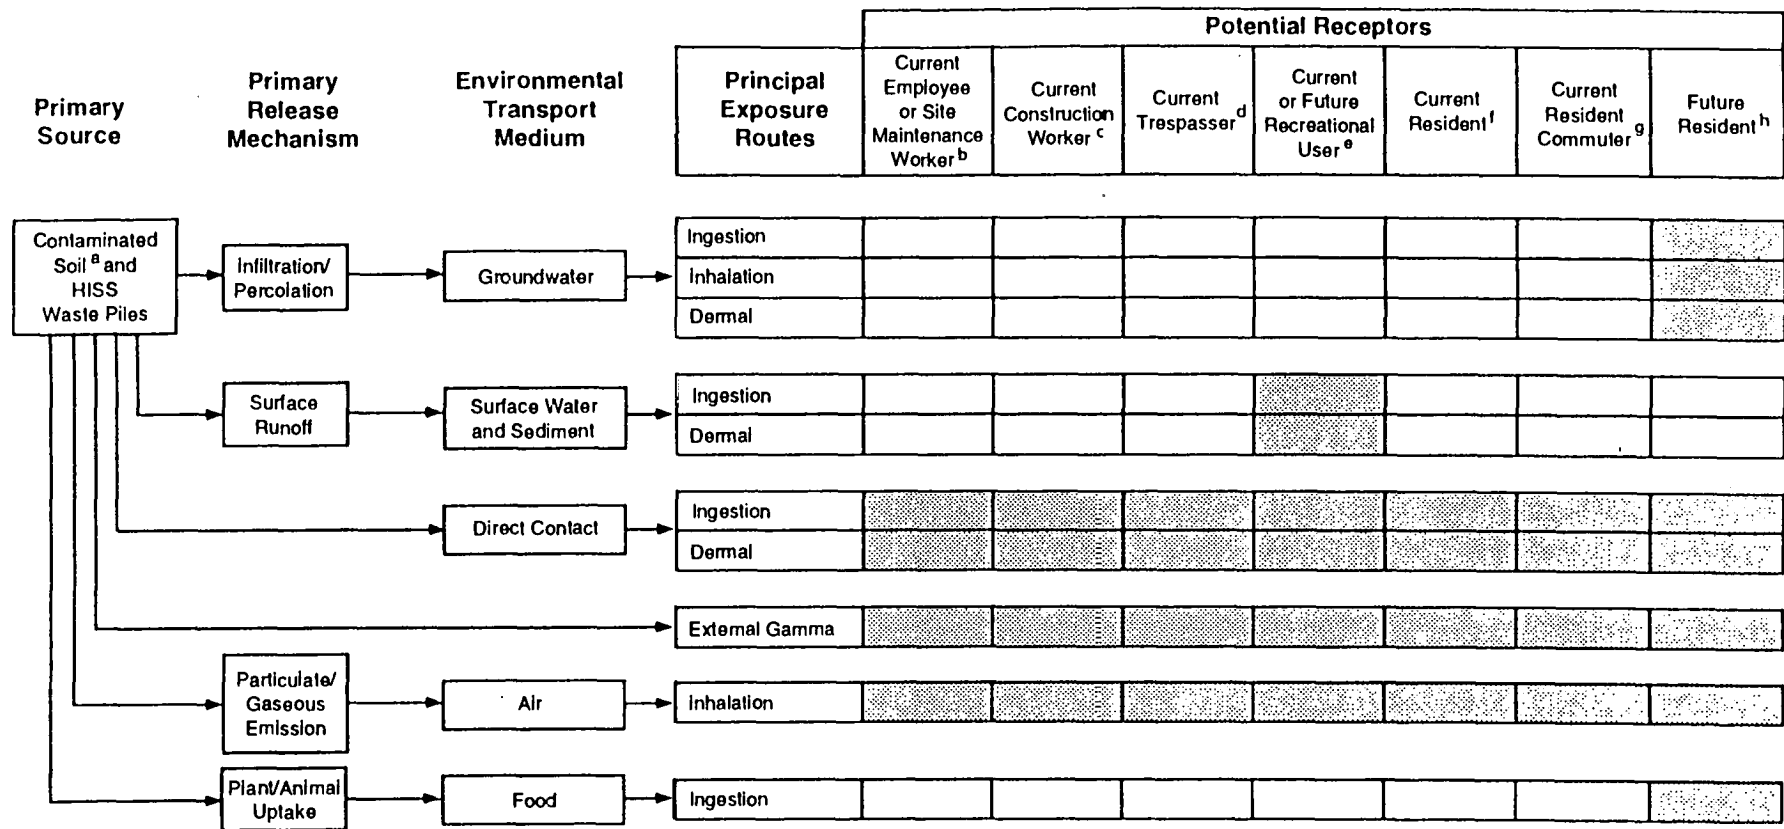 Potential Receptors
Primary
Source
Primary
Release
Mechanism
Environmental
Transport
Medium
Principal
Exposure
Routes
Current
Employee
or Site
Maintenance
Worker b
Current
Construction
Worker c
Current
Trespasser d
Current
or Future
Recreational
User e
Current
Resident f
Current
Resident
Commuter g
Future
Resident h
Contaminated
Soil a and
HISS
Waste Piles
Infiltration/
Percolation
Groundwater
Ingestion
Inhalation
Dermal
Surface
Runoff
Surface Water
and Sediment
Ingestion
Dermal
Direct Contact
Ingestion
Dermal
External Gamma
Particulate/
Gaseous
Emission
Air
Inhalation
Plant/Animal
Uptake
Food
Ingestion